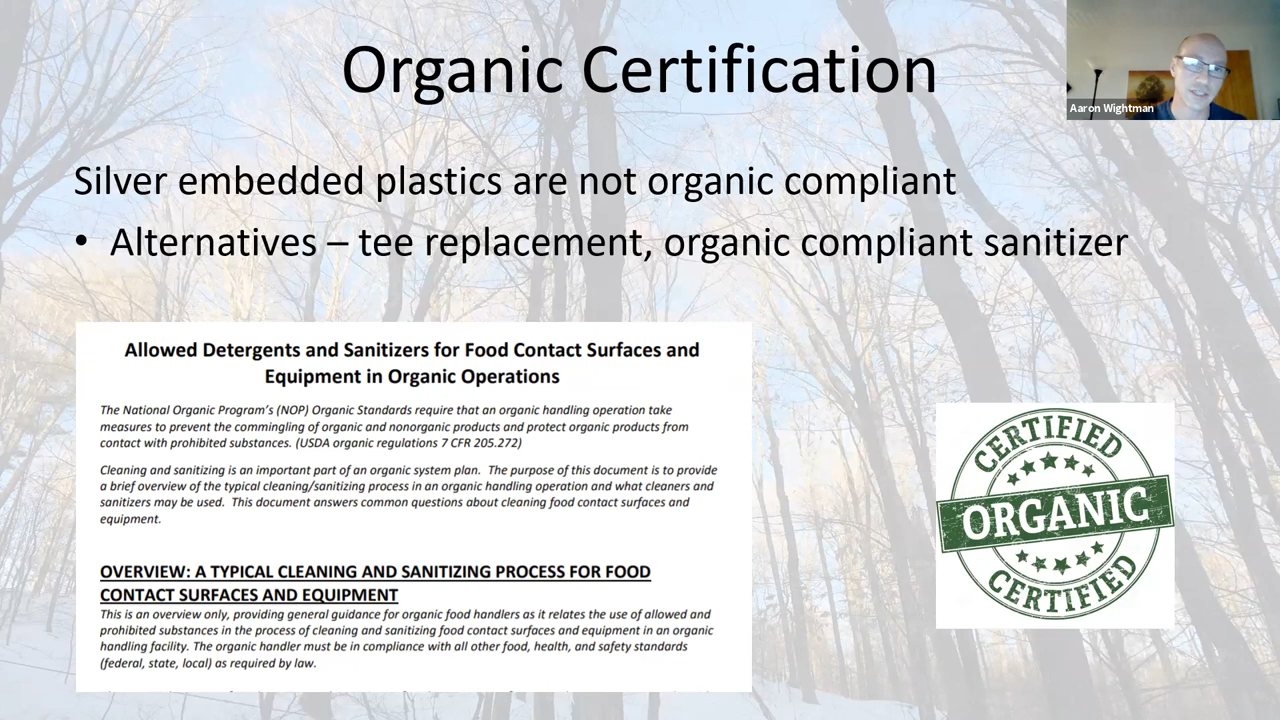 Organic Certification
Aaron Wightman
Silver embedded plastics are not organic compliant
• Alternatives – tee replacement, organic compliant sanitizer
Allowed Detergents and Sanitizers for Food Contact Surfaces and
Equipment in Organic Operations
The National Organic Program's (NOP) Organic Standards require that an organic handling operation take
measures to prevent the commingling of organic and nonorganic products and protect organic products from
contact with prohibited substances. (USDA organic regulations 7 CFR 205.272)
Cleaning and sanitizing is an important part of an organic system plan. The purpose of this document is to provide
a brief overview of the typical cleaning/sanitizing process in an organic handling operation and what cleaners and
sanitizers may be used. This document answers common questions about cleaning food contact surfaces and
equipment.
OVERVIEW: A TYPICAL CLEANING AND SANITIZING PROCESS FOR FOOD
CONTACT SURFACES AND EQUIPMENT
This is an overview only, providing general guidance for organic food handlers as it relates the use of allowed and
prohibited substances in the process of cleaning and sanitizing food contact surfaces and equipment in an organic
handling facility. The organic handler must be in compliance with all other food, health, and safety standards
(federal, state, local) as required by law.
CERTIFIED
ORGANIC
CERTIFIED